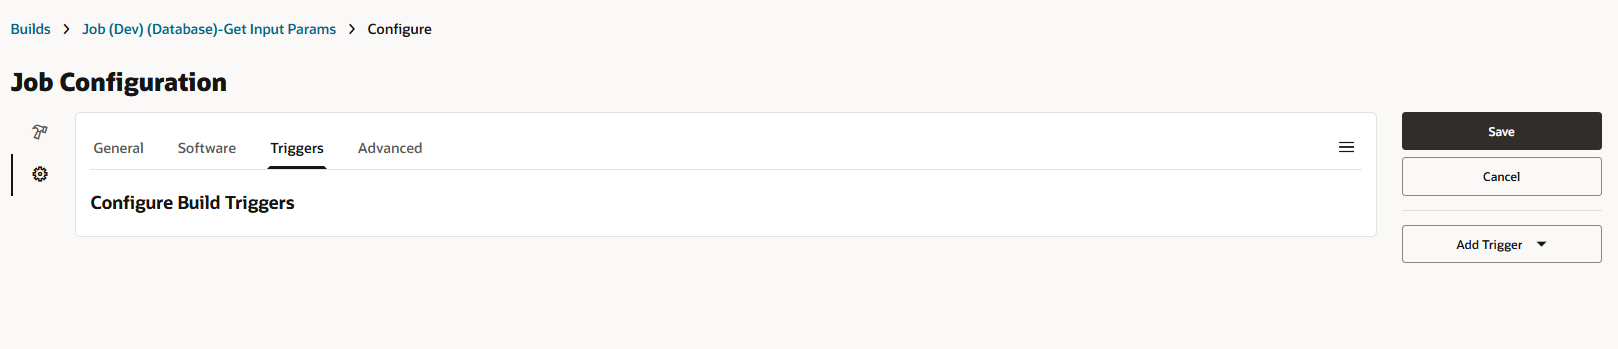 Builds > Job (Dev) (Database)-Get Input Params > Configure
Job Configuration
General Software Triggers Advanced
Configure Build Triggers
Save
Cancel
Add Trigger